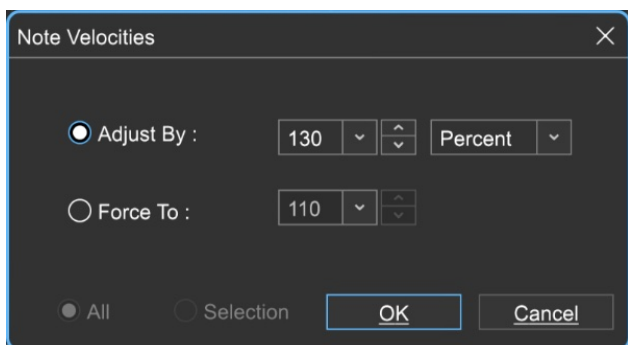 Note Velocities
Adjust By : 130 Percent
Force To : 110
All Selection OK Cancel